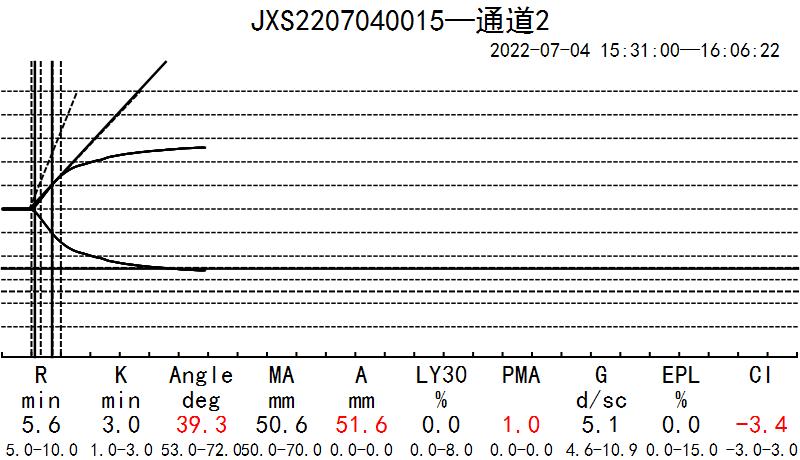 JXS2207040015—通道2
2022-07-04 15:31:00—16:06:22
R K Angle MA A LY30 PMA G EPL CI
min min deg mm mm % d/sc %
5.6 3.0 39.3 50.6 51.6 0.0 1.0 5.1 0.0 -3.4
5.0-10.0 1.0-3.0 53.0-72.0 50.0-70.0 0.0-0.0 0.0-8.0 0.0-0.0 4.6-10.9 0.0-15.0 -3.0-3.0